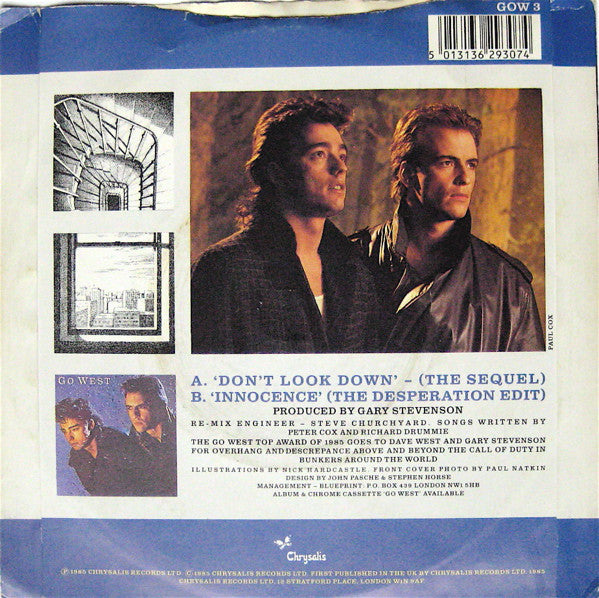 GOW 3
5 013136 293074
PAUL COX
GO WEST
A. ‘DON'T LOOK DOWN’ – (THE SEQUEL)
B. ‘INNOCENCE’ (THE DESPERATION EDIT)
PRODUCED BY GARY STEVENSON
RE-MIX ENGINEER – STEVE CHURCHYARD. SONGS WRITTEN BY
PETER COX AND RICHARD DRUMMIE
THE GO WEST TOP AWARD OF 1985 GOES TO DAVE WEST AND GARY STEVENSON
FOR OVERHANG AND DESCREPANCE ABOVE AND BEYOND THE CALL OF DUTY IN
BUNKERS AROUND THE WORLD
ILLUSTRATIONS BY NICK HARDCASTLE. FRONT COVER PHOTO BY PAUL NATKIN
DESIGN BY JOHN PASCHE & STEPHEN HORSE
MANAGEMENT – BLUEPRINT: P.O. BOX 439 LONDON NW1 5HB
ALBUM & CHROME CASSETTE ‘GO WEST’ AVAILABLE
Chrysalis
℗ 1985 CHRYSALIS RECORDS LTD. © 1985 CHRYSALIS RECORDS LTD. FIRST PUBLISHED IN THE UK BY CHRYSALIS RECORDS LTD. 1985
CHRYSALIS RECORDS LTD. 12 STRATFORD PLACE, LONDON W1N 9AF.